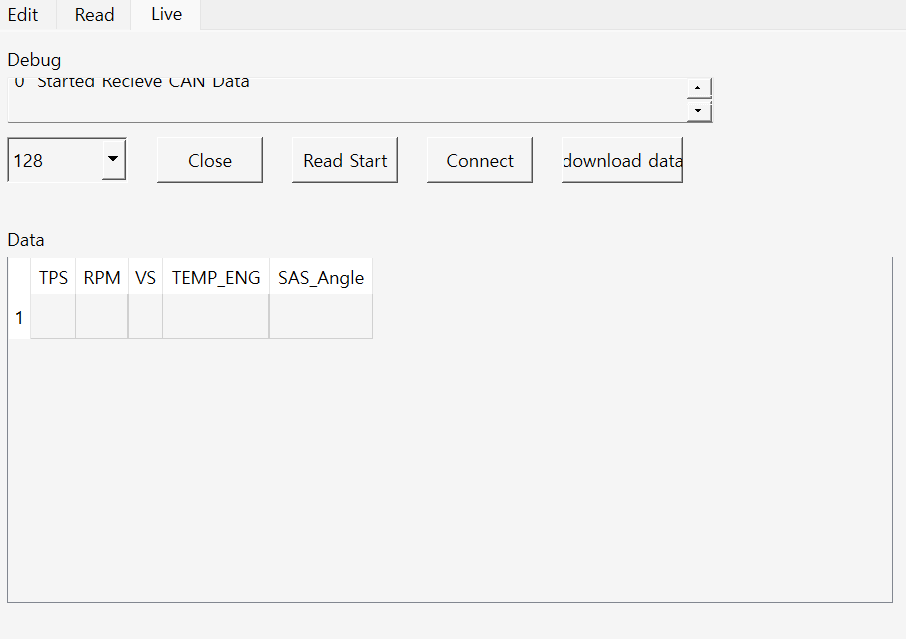 Edit Read Live
Debug
0 Started Recieve CAN Data
128 Close Read Start Connect download data
Data
TPS RPM VS TEMP_ENG SAS_Angle
1